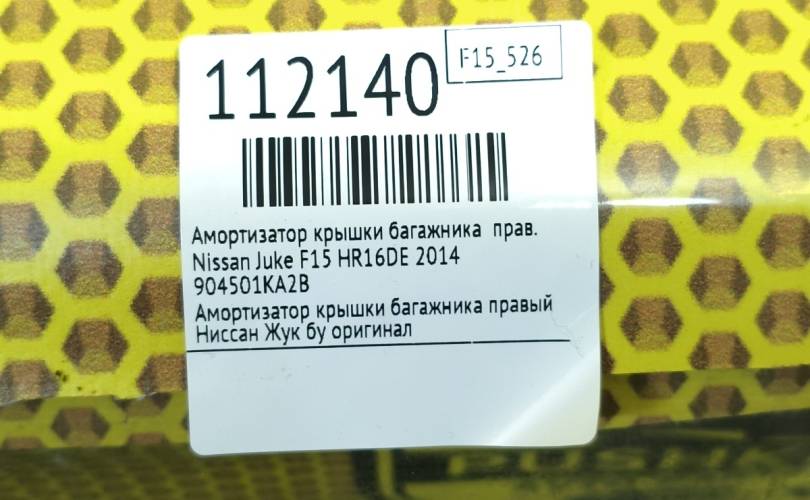 112140
F15_526
Амортизатор крышки багажника прав.
Nissan Juke F15 HR16DE 2014
904501KA2B
Амортизатор крышки багажника правый
Ниссан Жук бу оригинал